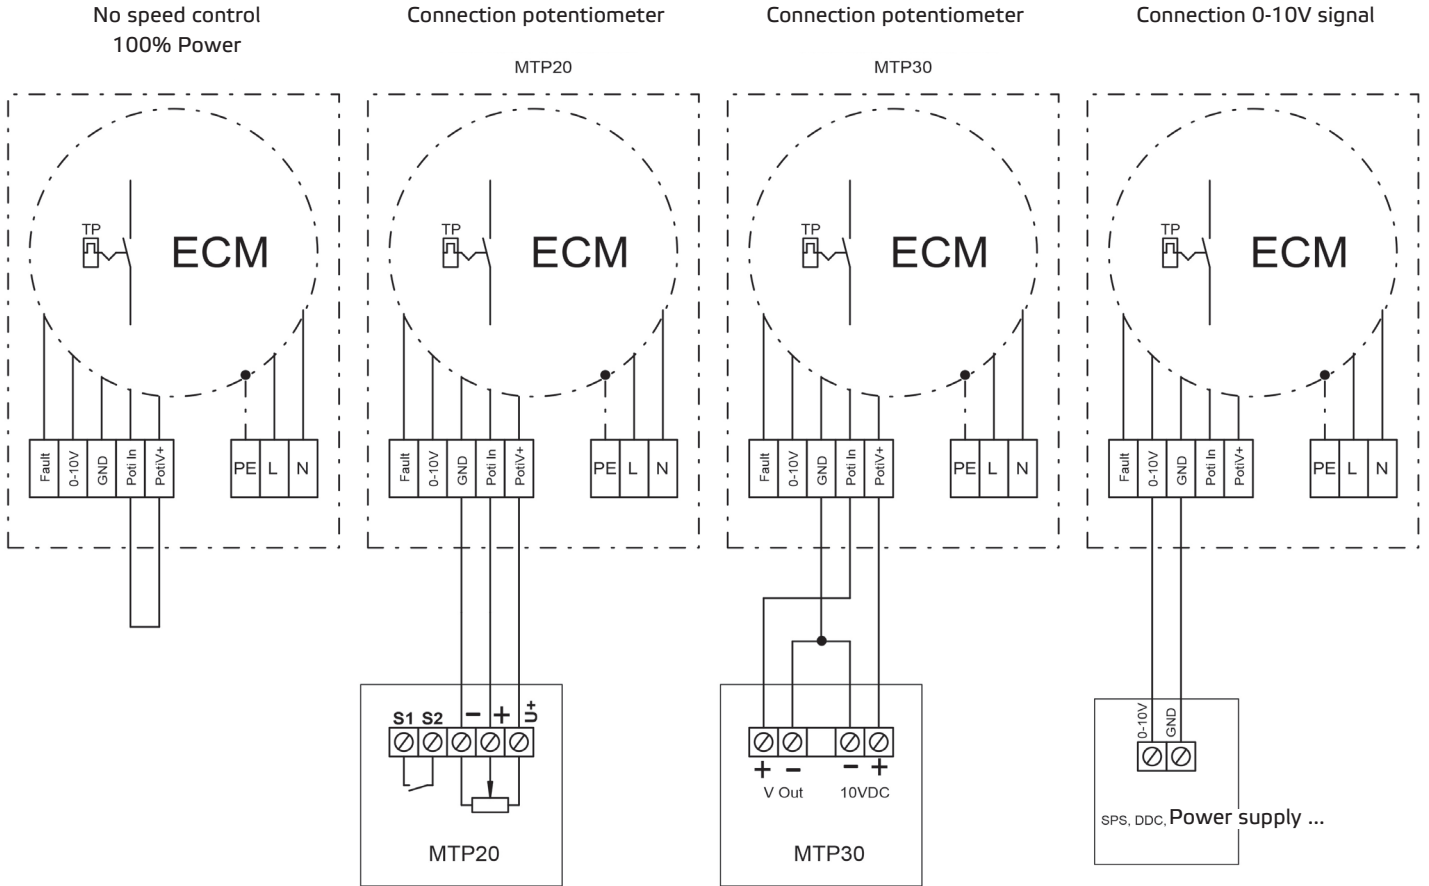 No speed control
100% Power
Connection potentiometer
MTP20
Connection potentiometer
MTP30
Connection 0-10V signal
TP
ECM
Fault
0-10V
GND
Poti In
PotiV+
PE
L
N
TP
ECM
Fault
0-10V
GND
Poti In
PotiV+
PE
L
N
S1
S2
−
+
U+
MTP20
TP
ECM
Fault
0-10V
GND
Poti In
PotiV+
PE
L
N
+
−
−
+
V Out
10VDC
MTP30
TP
ECM
Fault
0-10V
GND
Poti In
PotiV+
PE
L
N
0-10V
GND
SPS, DDC, Power supply ...